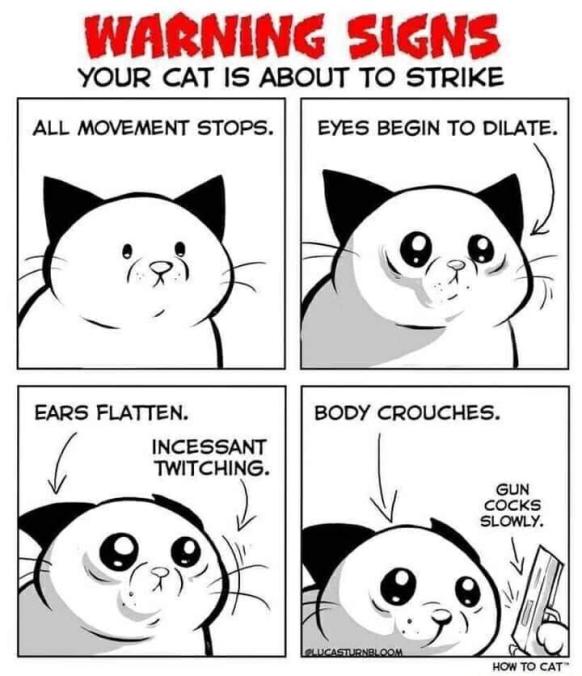 WARNING SIGNS
YOUR CAT IS ABOUT TO STRIKE
ALL MOVEMENT STOPS.
EYES BEGIN TO DILATE.
EARS FLATTEN.
INCESSANT
TWITCHING.
BODY CROUCHES.
GUN
COCKS
SLOWLY.
@LUCASTURNBLOOM
HOW TO CAT™